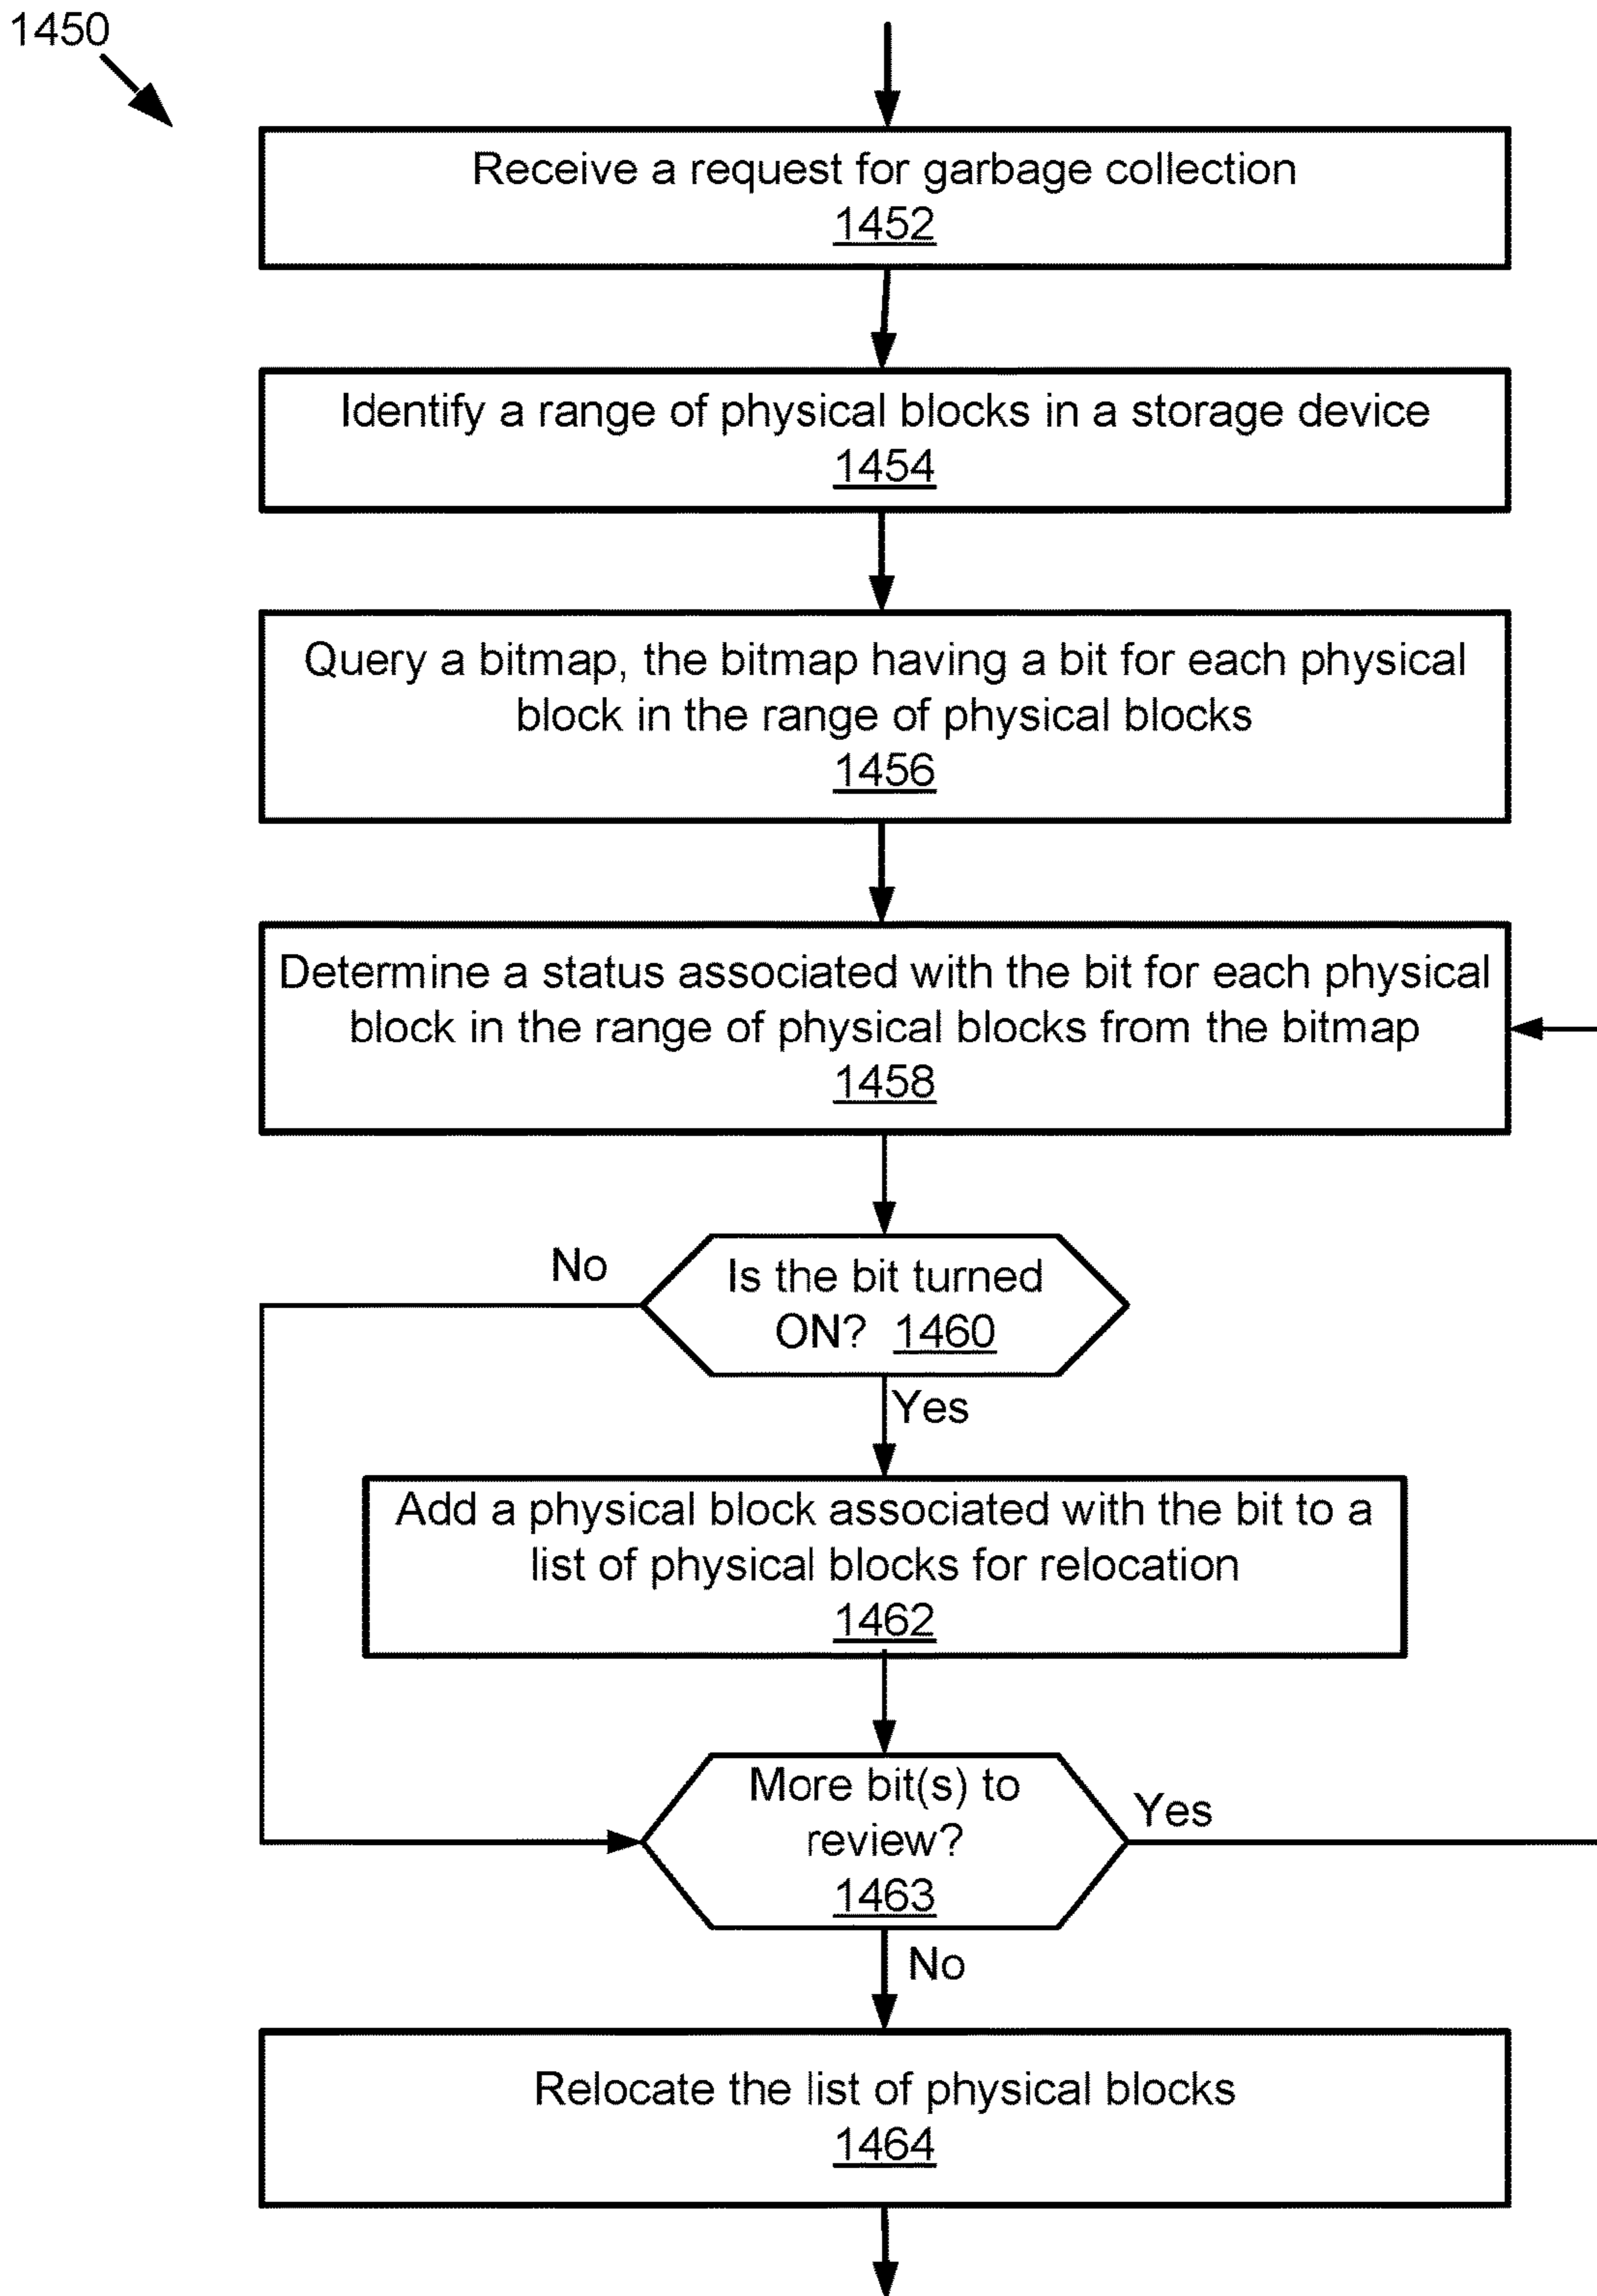 1450
Receive a request for garbage collection
1452
Identify a range of physical blocks in a storage device
1454
Query a bitmap, the bitmap having a bit for each physical
block in the range of physical blocks
1456
Determine a status associated with the bit for each physical
block in the range of physical blocks from the bitmap
1458
No
Is the bit turned
ON? 1460
Yes
Add a physical block associated with the bit to a
list of physical blocks for relocation
1462
More bit(s) to
review?
1463
Yes
No
Relocate the list of physical blocks
1464